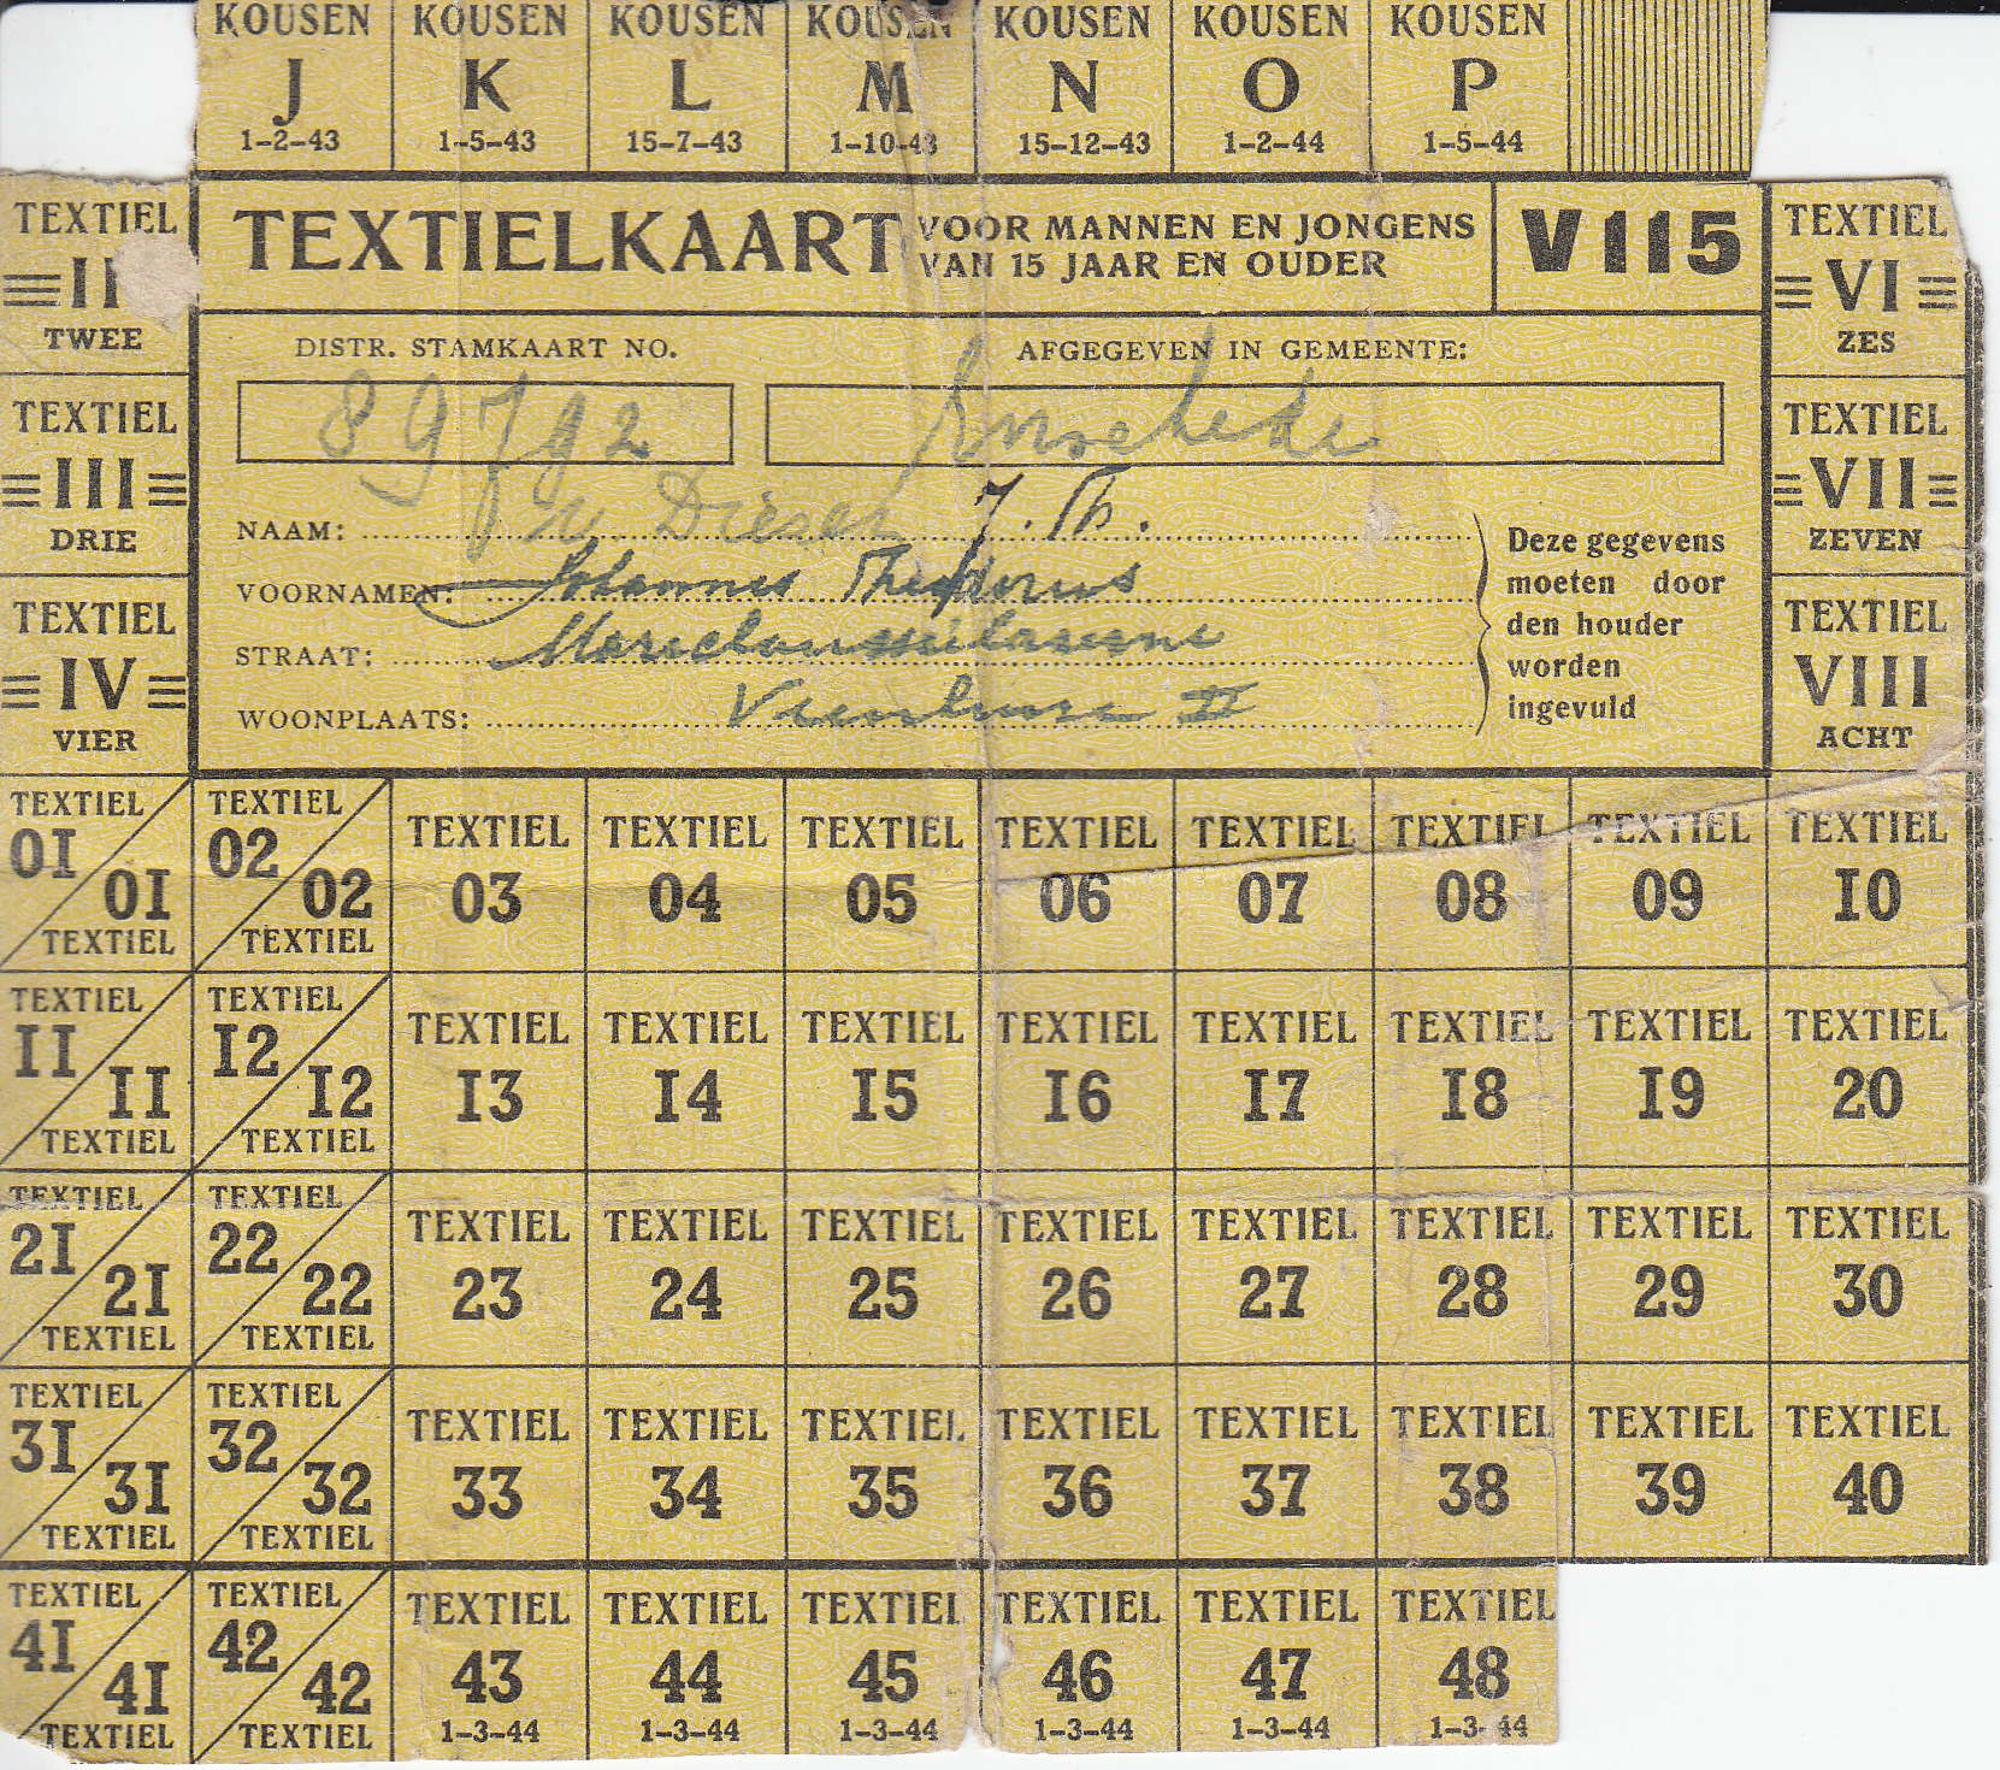 KOUSEN KOUSEN KOUSEN KOUSEN KOUSEN KOUSEN KOUSEN
J K L M N O P
1-2-43 1-5-43 15-7-43 1-10-43 15-12-43 1-2-44 1-5-44
TEXTIEL
II
TWEE
TEXTIEL
III
DRIE
TEXTIEL
IV
VIER
TEXTIELKAART VOOR MANNEN EN JONGENS
VAN 15 JAAR EN OUDER
V115
DISTR. STAMKAART NO. AFGEGEVEN IN GEMEENTE:
89792 Enschede
NAAM: v Diesen J. Th.
VOORNAMEN: Johannes Theodorus
STRAAT:
WOONPLAATS:
Deze gegevens
moeten door
den houder
worden
ingevuld
TEXTIEL
VI
ZES
TEXTIEL
VII
ZEVEN
TEXTIEL
VIII
ACHT
TEXTIEL TEXTIEL TEXTIEL TEXTIEL TEXTIEL TEXTIEL TEXTIEL TEXTIEL TEXTIEL TEXTIEL
01 02
01 02 03 04 05 06 07 08 09 10
TEXTIEL TEXTIEL
TEXTIEL TEXTIEL TEXTIEL TEXTIEL TEXTIEL TEXTIEL TEXTIEL TEXTIEL TEXTIEL TEXTIEL
11 12
11 12 13 14 15 16 17 18 19 20
TEXTIEL TEXTIEL
TEXTIEL TEXTIEL TEXTIEL TEXTIEL TEXTIEL TEXTIEL TEXTIEL TEXTIEL TEXTIEL TEXTIEL
21 22
21 22 23 24 25 26 27 28 29 30
TEXTIEL TEXTIEL
TEXTIEL TEXTIEL TEXTIEL TEXTIEL TEXTIEL TEXTIEL TEXTIEL TEXTIEL TEXTIEL TEXTIEL
31 32
31 32 33 34 35 36 37 38 39 40
TEXTIEL TEXTIEL
TEXTIEL TEXTIEL TEXTIEL TEXTIEL TEXTIEL TEXTIEL TEXTIEL TEXTIEL
41 42
41 42 43 44 45 46 47 48
TEXTIEL TEXTIEL 1-3-44 1-3-44 1-3-44 1-3-44 1-3-44 1-3-44